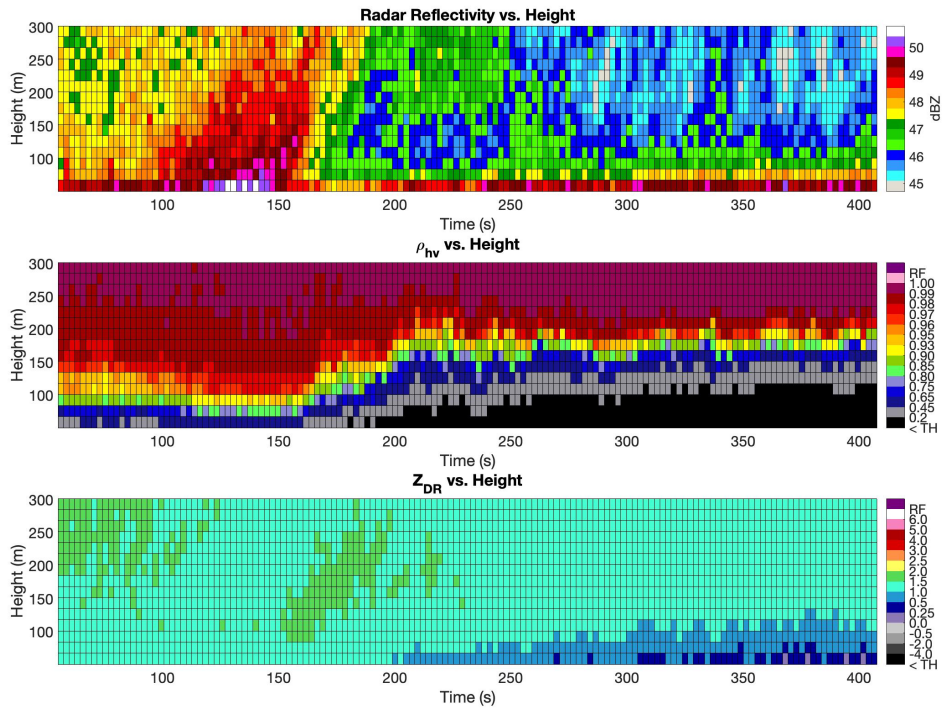 Radar Reflectivity vs. Height
300
250
200
150
100
Height (m)
100 150 200 250 300 350 400
Time (s)
50
49
48
47
46
45
dBZ
ρhv vs. Height
300
250
200
150
100
Height (m)
100 150 200 250 300 350 400
Time (s)
RF
1.00
0.99
0.98
0.97
0.96
0.95
0.93
0.90
0.85
0.80
0.75
0.65
0.45
0.2
< TH
ZDR vs. Height
300
250
200
150
100
Height (m)
100 150 200 250 300 350 400
Time (s)
RF
6.0
5.0
4.0
3.0
2.5
2.0
1.5
1.0
0.5
0.25
0.0
-0.5
-2.0
-4.0
< TH